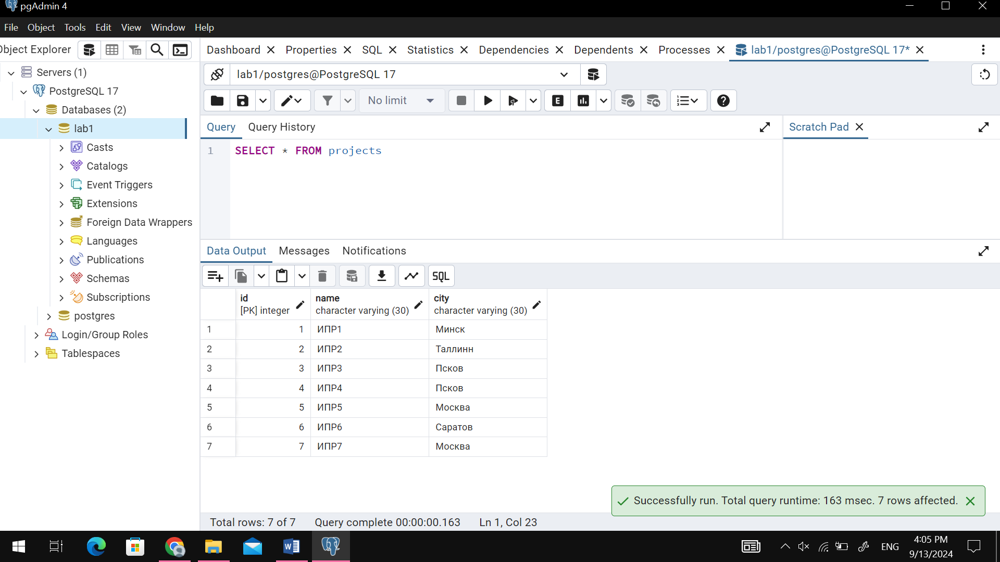 pgAdmin 4
File Object Tools Edit View Window Help
Object Explorer
Dashboard Properties SQL Statistics Dependencies Dependents Processes lab1/postgres@PostgreSQL 17*
Servers (1)
PostgreSQL 17
Databases (2)
lab1
Casts
Catalogs
Event Triggers
Extensions
Foreign Data Wrappers
Languages
Publications
Schemas
Subscriptions
postgres
Login/Group Roles
Tablespaces
lab1/postgres@PostgreSQL 17
No limit
E
Query Query History
Scratch Pad
1 SELECT * FROM projects
Data Output Messages Notifications
SQL
id name city
[PK] integer character varying (30) character varying (30)
1 1 ИПР1 Минск
2 2 ИПР2 Таллинн
3 3 ИПР3 Псков
4 4 ИПР4 Псков
5 5 ИПР5 Москва
6 6 ИПР6 Саратов
7 7 ИПР7 Москва
Successfully run. Total query runtime: 163 msec. 7 rows affected.
Total rows: 7 of 7 Query complete 00:00:00.163 Ln 1, Col 23
ENG
4:05 PM
9/13/2024